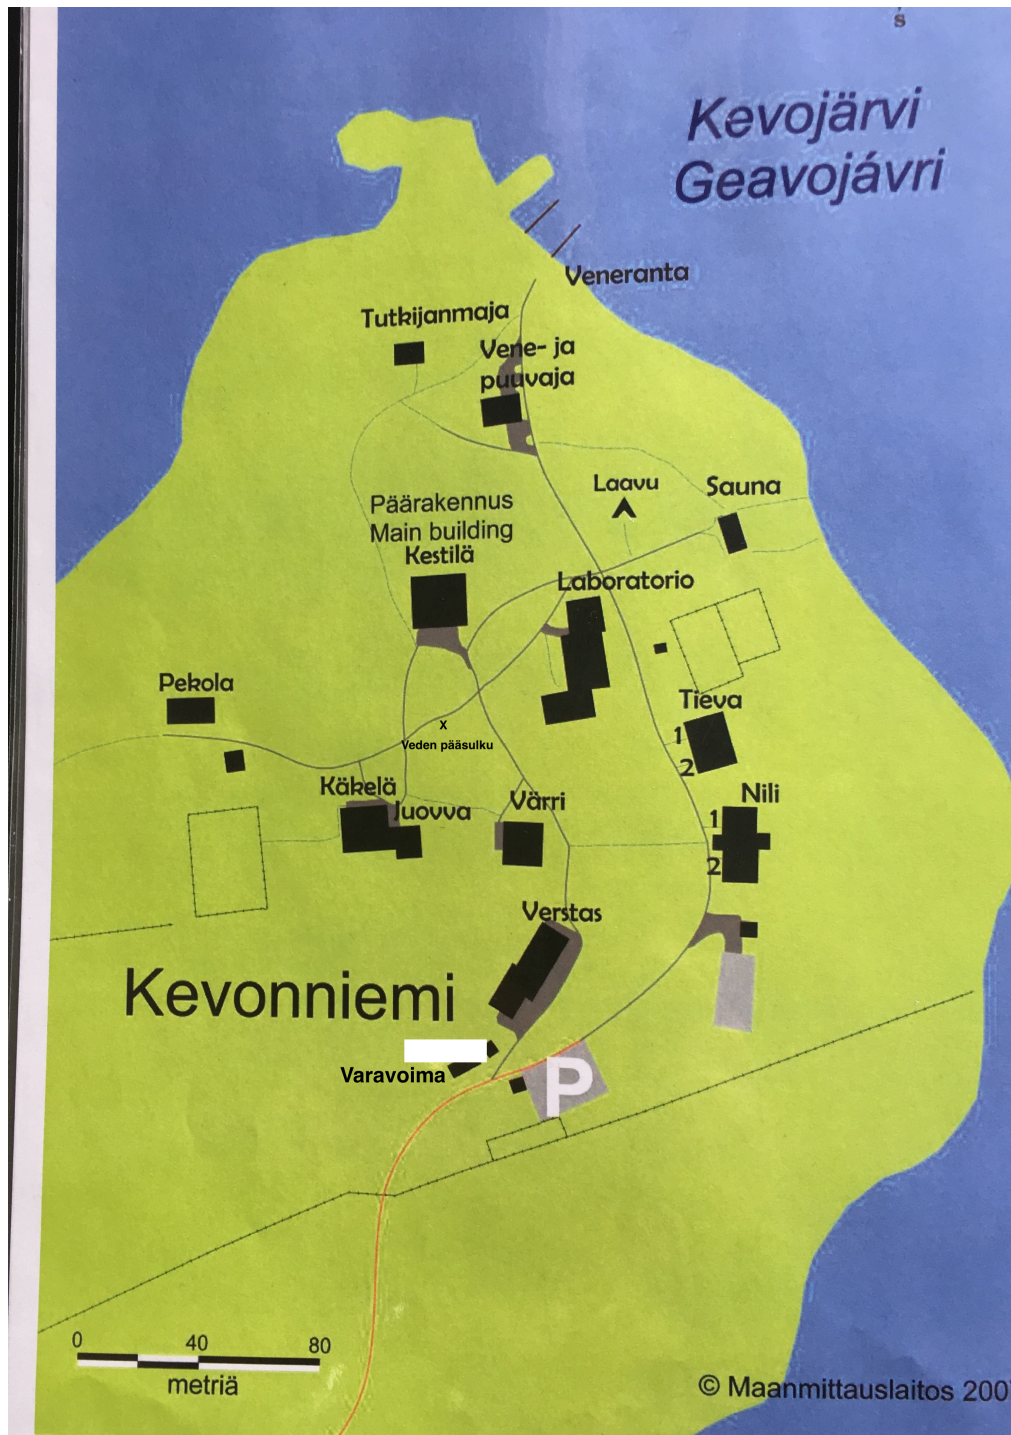 Kevojärvi
Geavojávri
Veneranta
Tutkijanmaja
Vene- ja
puuvaja
Laavu
Sauna
Päärakennus
Main building
Kestilä
Laboratorio
Pekola
Tieva
1
2
X
Veden pääsulku
Käkelä
Juovva
Värri
Nili
1
2
Verstas
Kevonniemi
Varavoima
P
0 40 80
metriä
© Maanmittauslaitos